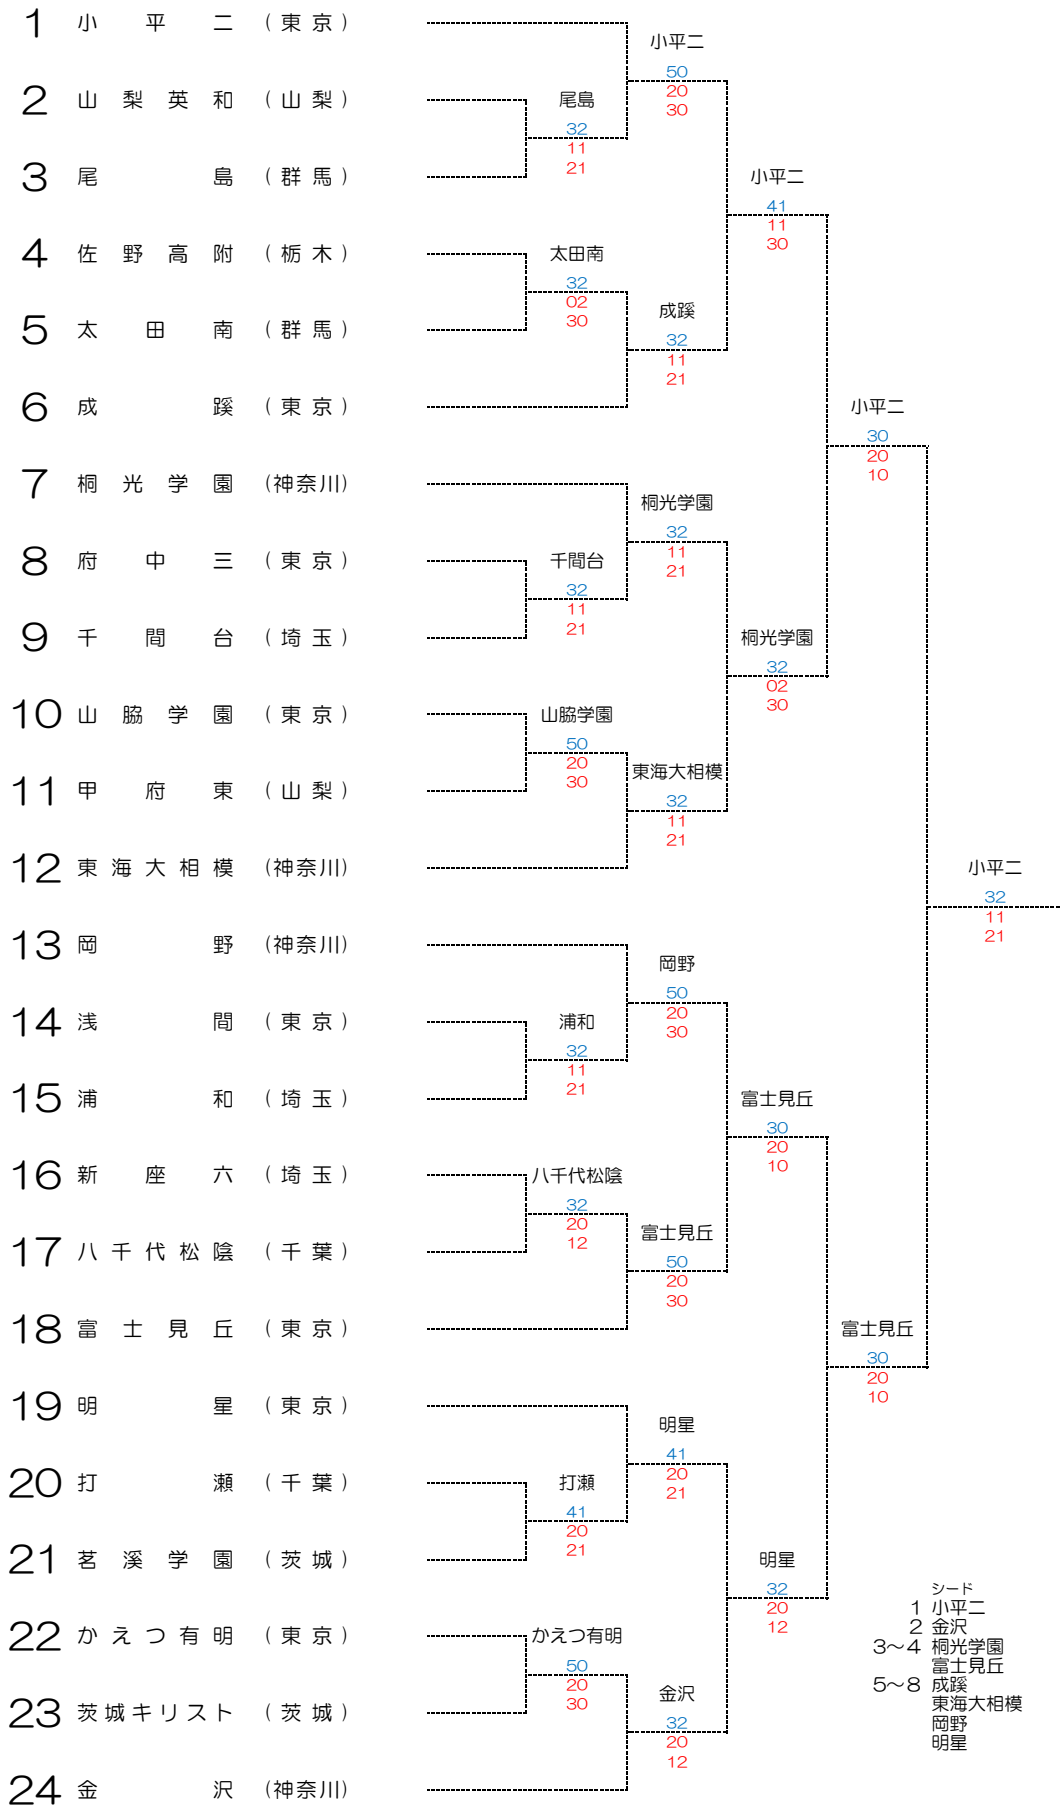 1 小平二 (東京)
2 山梨英和 (山梨)
3 尾島 (群馬)
4 佐野高附 (栃木)
5 太田南 (群馬)
6 成蹊 (東京)
7 桐光学園 (神奈川)
8 府中三 (東京)
9 千間台 (埼玉)
10 山脇学園 (東京)
11 甲府東 (山梨)
12 東海大相模 (神奈川)
13 岡野 (神奈川)
14 浅間 (東京)
15 浦和 (埼玉)
16 新座六 (埼玉)
17 八千代松陰 (千葉)
18 富士見丘 (東京)
19 明星 (東京)
20 打瀬 (千葉)
21 茗溪学園 (茨城)
22 かえつ有明 (東京)
23 茨城キリスト (茨城)
24 金沢 (神奈川)
尾島
32
11
21
太田南
32
02
30
千間台
32
11
21
山脇学園
50
20
30
浦和
32
11
21
八千代松陰
32
20
12
打瀬
41
20
21
かえつ有明
50
20
30
小平二
50
20
30
成蹊
32
11
21
桐光学園
32
11
21
東海大相模
32
11
21
岡野
50
20
30
富士見丘
50
20
30
明星
41
20
21
金沢
32
20
12
小平二
41
11
30
桐光学園
32
02
30
富士見丘
30
20
10
明星
32
20
12
小平二
30
20
10
富士見丘
30
20
10
小平二
32
11
21
シード
1 小平二
2 金沢
3～4 桐光学園
富士見丘
5～8 成蹊
東海大相模
岡野
明星